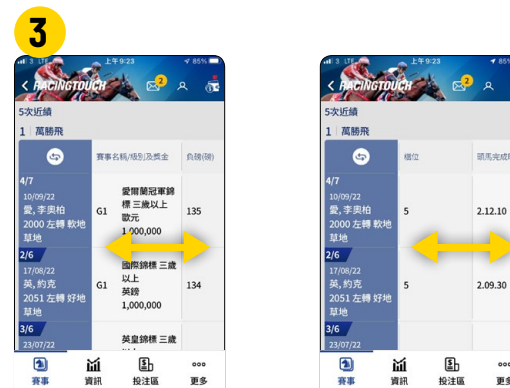 3
3 LTE 上午9:23 85%
RACINGTOUCH 2
5次近績
1 萬勝飛
賽事名稱/級別及獎金 負磅(磅)
4/7
10/09/22
愛, 李奧柏
2000 左轉 軟地
草地
G1
愛爾蘭冠軍錦
標 三歲以上
歐元
1,000,000
135
2/6
17/08/22
英, 約克
2051 左轉 好地
草地
G1
國際錦標 三歲
以上
英鎊
1,000,000
134
3/6
23/07/22
英皇錦標 三歲
賽事 資訊 投注區 更多
3 LTE 上午9:23 85%
RACINGTOUCH 2
5次近績
1 萬勝飛
檔位 頭馬完成時
4/7
10/09/22
愛, 李奧柏
2000 左轉 軟地
草地
5
2.12.10
2/6
17/08/22
英, 約克
2051 左轉 好地
草地
5
2.09.30
3/6
23/07/22
賽事 資訊 投注區 更多